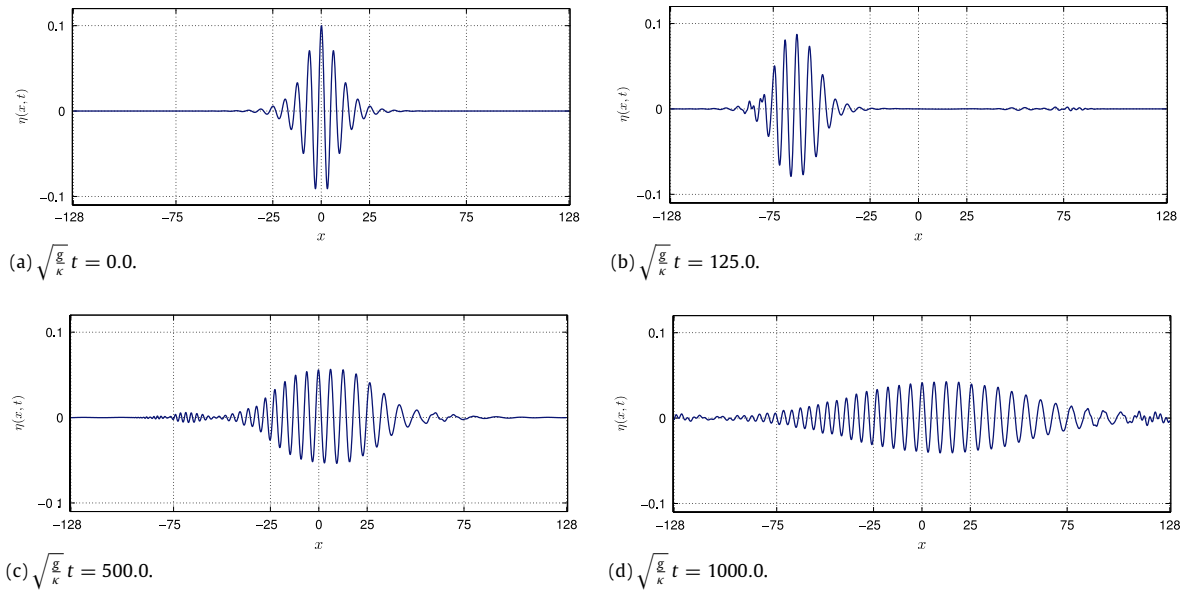 0.1
0
−0.1
η(x, t)
−128 −75 −25 0 25 75 128
x
(a) √(g/κ) t = 0.0.
0.1
0
−0.1
η(x, t)
−128 −75 −25 0 25 75 128
x
(b) √(g/κ) t = 125.0.
0.1
0
−0.1
η(x, t)
−128 −75 −25 0 25 75 128
x
(c) √(g/κ) t = 500.0.
0.1
0
−0.1
η(x, t)
−128 −75 −25 0 25 75 128
x
(d) √(g/κ) t = 1000.0.